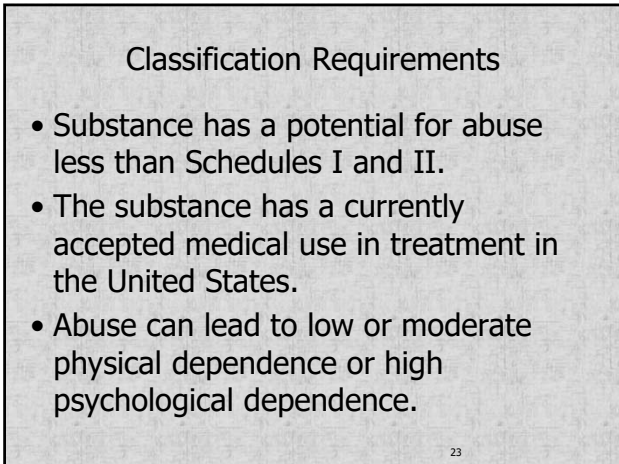 Classification Requirements
• Substance has a potential for abuse
less than Schedules I and II.
• The substance has a currently
accepted medical use in treatment in
the United States.
• Abuse can lead to low or moderate
physical dependence or high
psychological dependence.
23